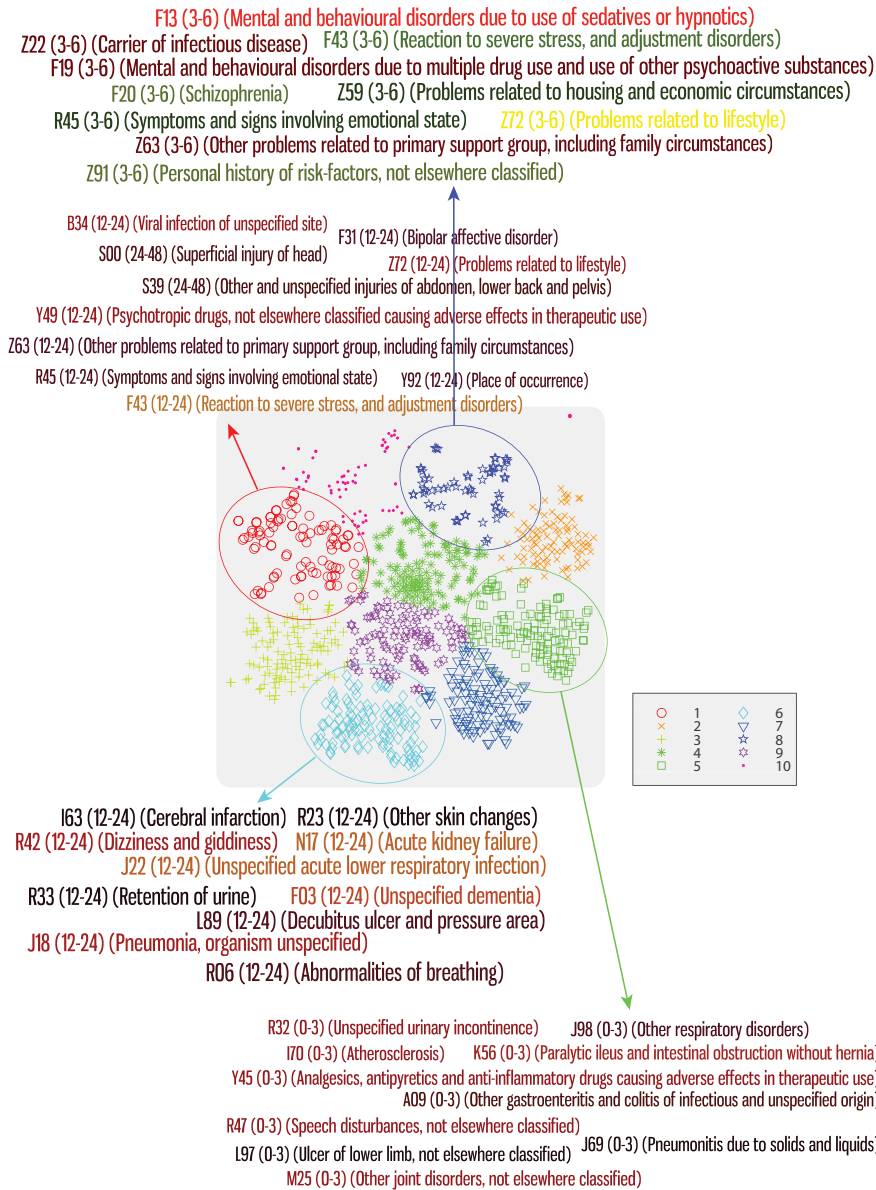 F13 (3-6) (Mental and behavioural disorders due to use of sedatives or hypnotics)
Z22 (3-6) (Carrier of infectious disease) F43 (3-6) (Reaction to severe stress, and adjustment disorders)
F19 (3-6) (Mental and behavioural disorders due to multiple drug use and use of other psychoactive substances)
F20 (3-6) (Schizophrenia) Z59 (3-6) (Problems related to housing and economic circumstances)
R45 (3-6) (Symptoms and signs involving emotional state) Z72 (3-6) (Problems related to lifestyle)
Z63 (3-6) (Other problems related to primary support group, including family circumstances)
Z91 (3-6) (Personal history of risk-factors, not elsewhere classified)
B34 (12-24) (Viral infection of unspecified site)
F31 (12-24) (Bipolar affective disorder)
S00 (24-48) (Superficial injury of head)
Z72 (12-24) (Problems related to lifestyle)
S39 (24-48) (Other and unspecified injuries of abdomen, lower back and pelvis)
Y49 (12-24) (Psychotropic drugs, not elsewhere classified causing adverse effects in therapeutic use)
Z63 (12-24) (Other problems related to primary support group, including family circumstances)
R45 (12-24) (Symptoms and signs involving emotional state) Y92 (12-24) (Place of occurrence)
F43 (12-24) (Reaction to severe stress, and adjustment disorders)
1 6
2 7
3 8
4 9
5 10
I63 (12-24) (Cerebral infarction) R23 (12-24) (Other skin changes)
R42 (12-24) (Dizziness and giddiness) N17 (12-24) (Acute kidney failure)
J22 (12-24) (Unspecified acute lower respiratory infection)
R33 (12-24) (Retention of urine) F03 (12-24) (Unspecified dementia)
L89 (12-24) (Decubitus ulcer and pressure area)
J18 (12-24) (Pneumonia, organism unspecified)
R06 (12-24) (Abnormalities of breathing)
R32 (0-3) (Unspecified urinary incontinence) J98 (0-3) (Other respiratory disorders)
I70 (0-3) (Atherosclerosis) K56 (0-3) (Paralytic ileus and intestinal obstruction without hernia)
Y45 (0-3) (Analgesics, antipyretics and anti-inflammatory drugs causing adverse effects in therapeutic use)
A09 (0-3) (Other gastroenteritis and colitis of infectious and unspecified origin)
R47 (0-3) (Speech disturbances, not elsewhere classified)
L97 (0-3) (Ulcer of lower limb, not elsewhere classified) J69 (0-3) (Pneumonitis due to solids and liquids)
M25 (0-3) (Other joint disorders, not elsewhere classified)